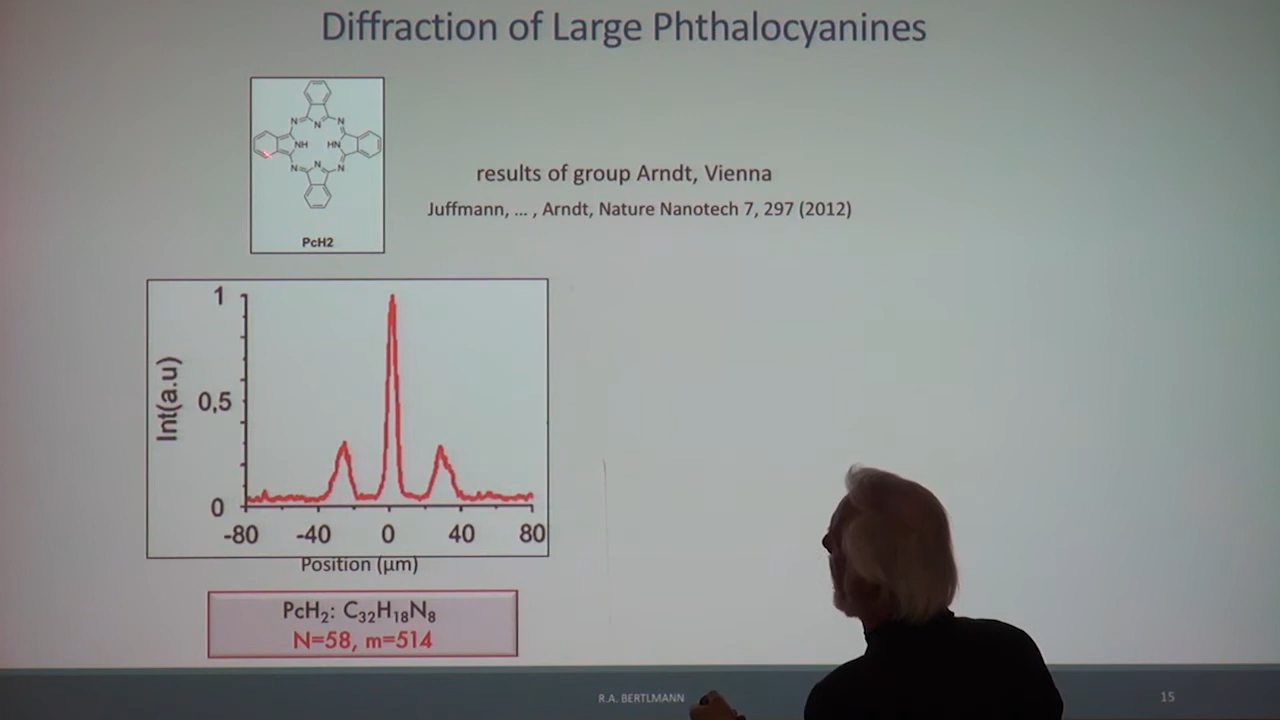 Diffraction of Large Phthalocyanines
N N N
NH HN
N N N
PcH2
results of group Arndt, Vienna
Juffmann, ... , Arndt, Nature Nanotech 7, 297 (2012)
1
0,5
0
Int(a.u)
-80 -40 0 40 80
Position (µm)
PcH₂: C₃₂H₁₈N₈
N=58, m=514
R.A. BERTLMANN
15